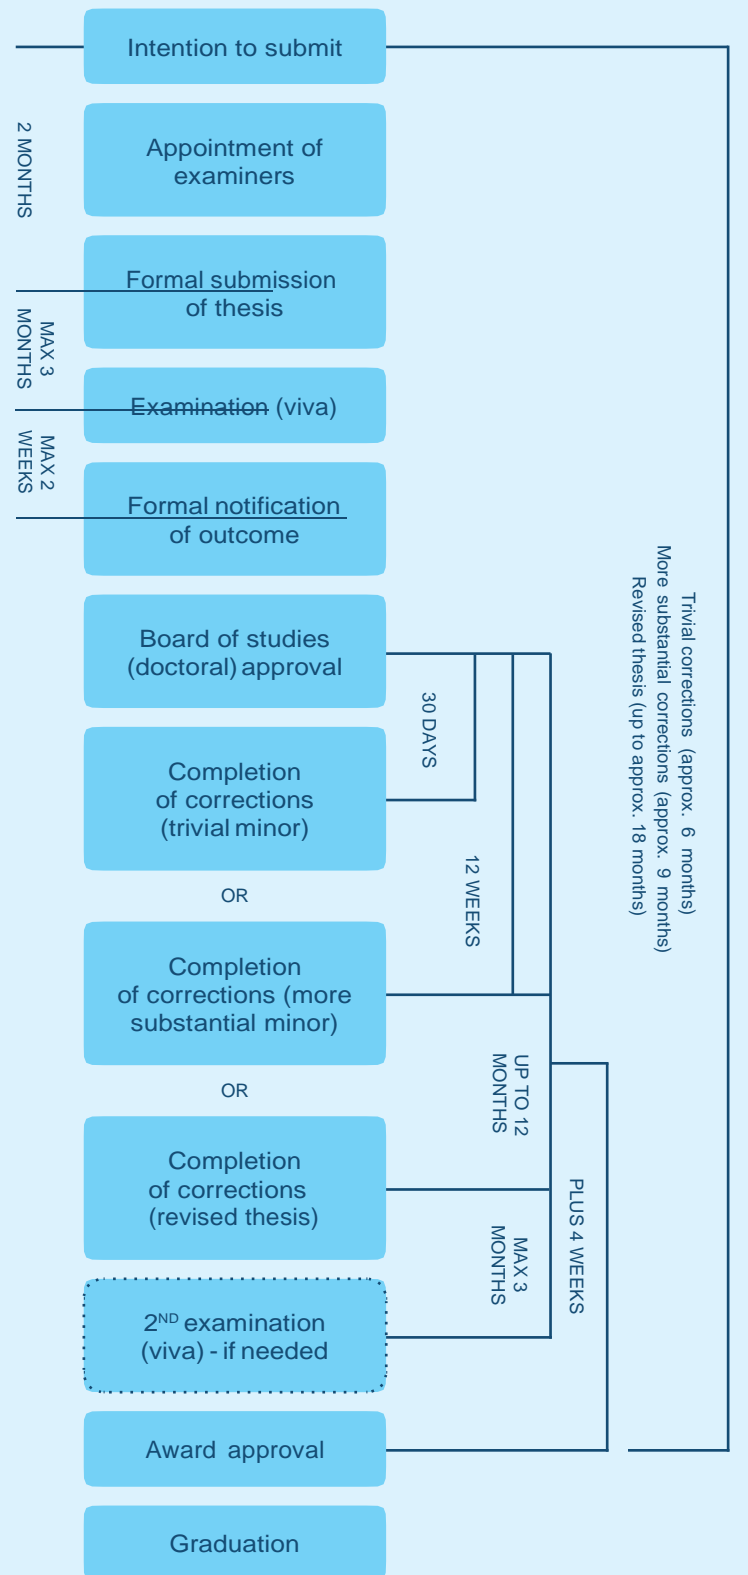 Intention to submit
2 MONTHS
Appointment of
examiners
Formal submission
of thesis
MAX 3
MONTHS
Examination (viva)
MAX 2
WEEKS
Formal notification
of outcome
Board of studies
(doctoral) approval
30 DAYS
Completion
of corrections
(trivial minor)
OR
12 WEEKS
Completion
of corrections (more
substantial minor)
OR
UP TO 12
MONTHS
Completion
of corrections
(revised thesis)
MAX 3
MONTHS
PLUS 4 WEEKS
2ND examination
(viva) - if needed
Award approval
Graduation
Trivial corrections (approx. 6 months)
More substantial corrections (approx. 9 months)
Revised thesis (up to approx. 18 months)